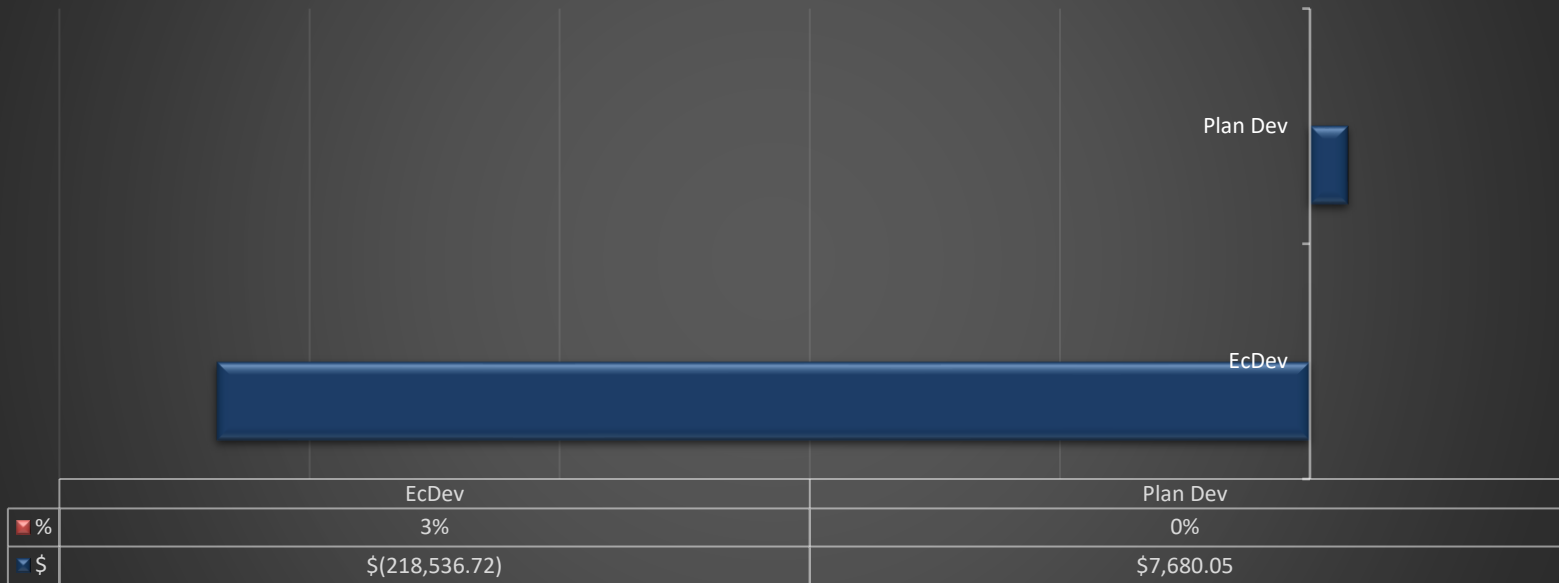 Plan Dev
EcDev
EcDev Plan Dev
% 3% 0%
$ $(218,536.72) $7,680.05